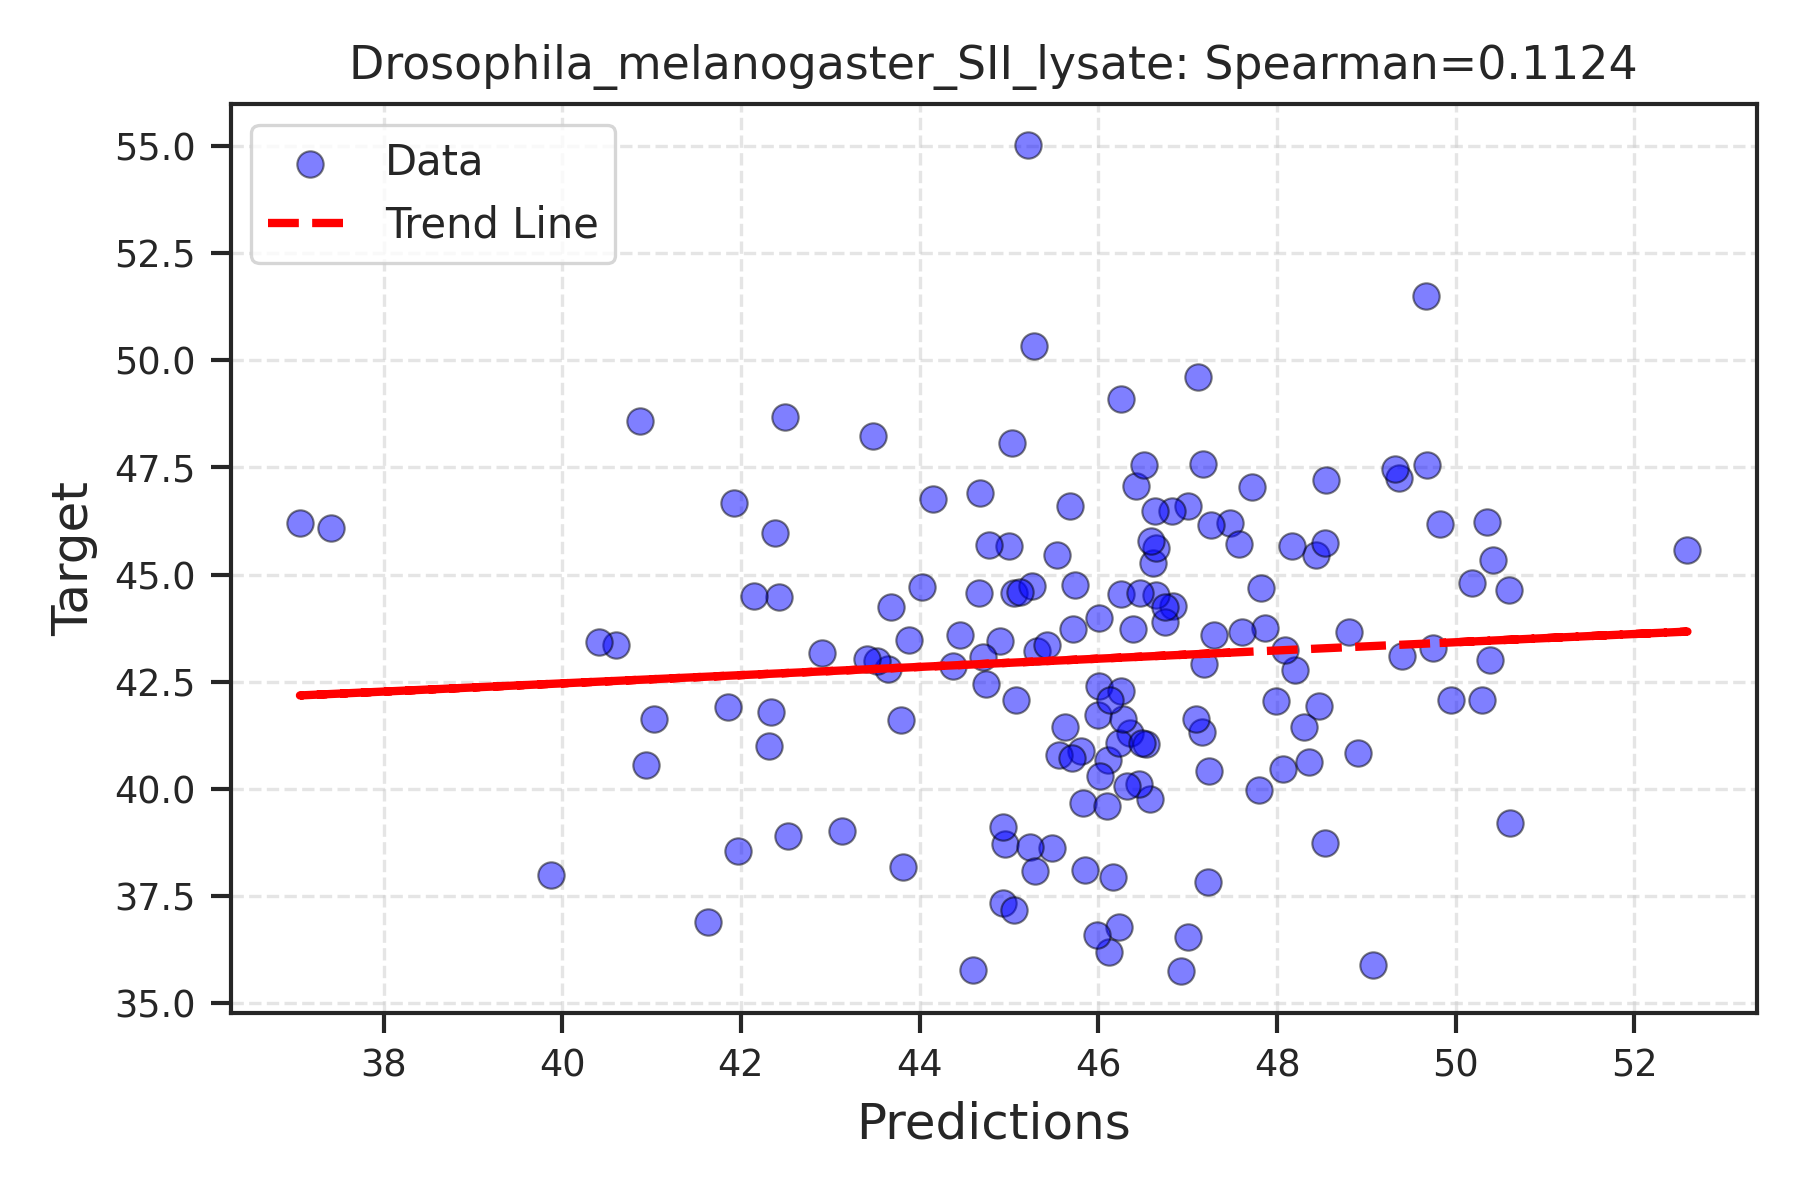 Drosophila_melanogaster_SII_lysate: Spearman=0.1124
Data
Trend Line
55.0
52.5
50.0
47.5
45.0
42.5
40.0
37.5
35.0
Target
38 40 42 44 46 48 50 52
Predictions